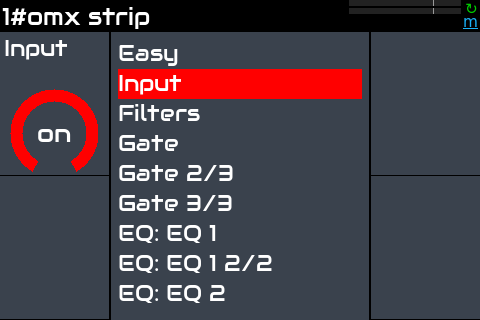 1#omx strip
m
Input
on
Easy
Input
Filters
Gate
Gate 2/3
Gate 3/3
EQ: EQ 1
EQ: EQ 1 2/2
EQ: EQ 2